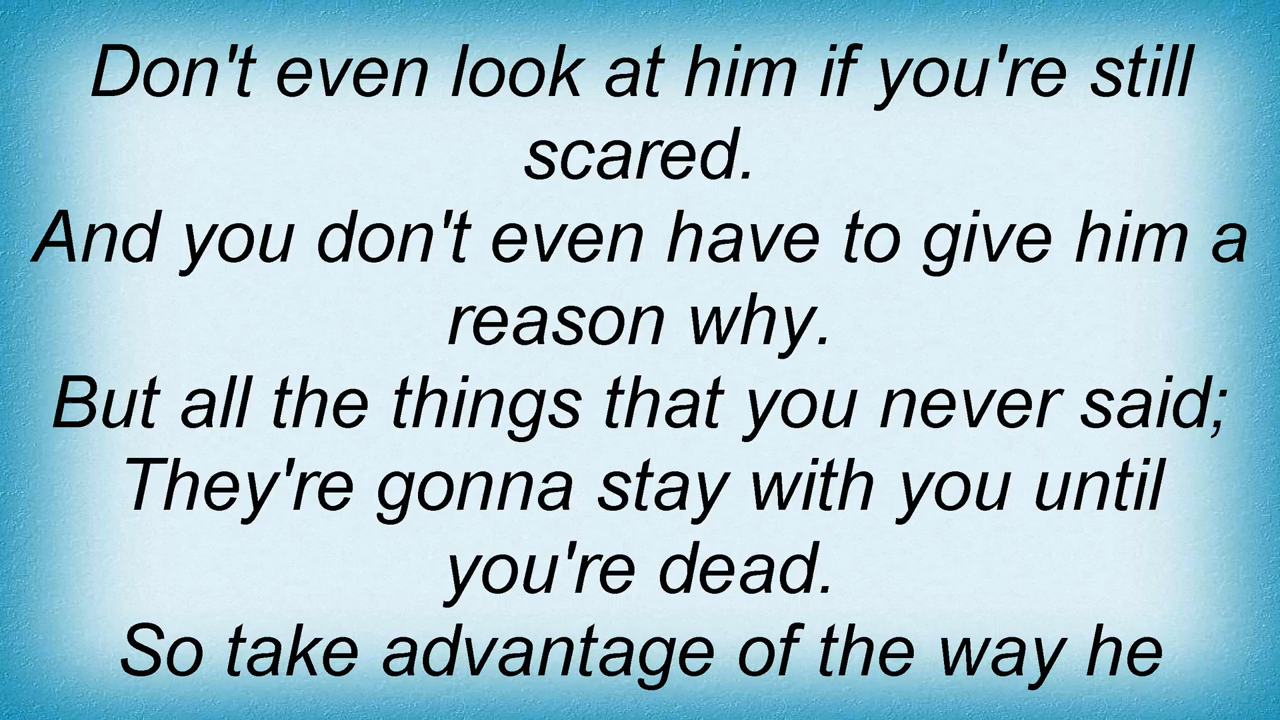 Don't even look at him if you're still
scared.
And you don't even have to give him a
reason why.
But all the things that you never said;
They're gonna stay with you until
you're dead.
So take advantage of the way he